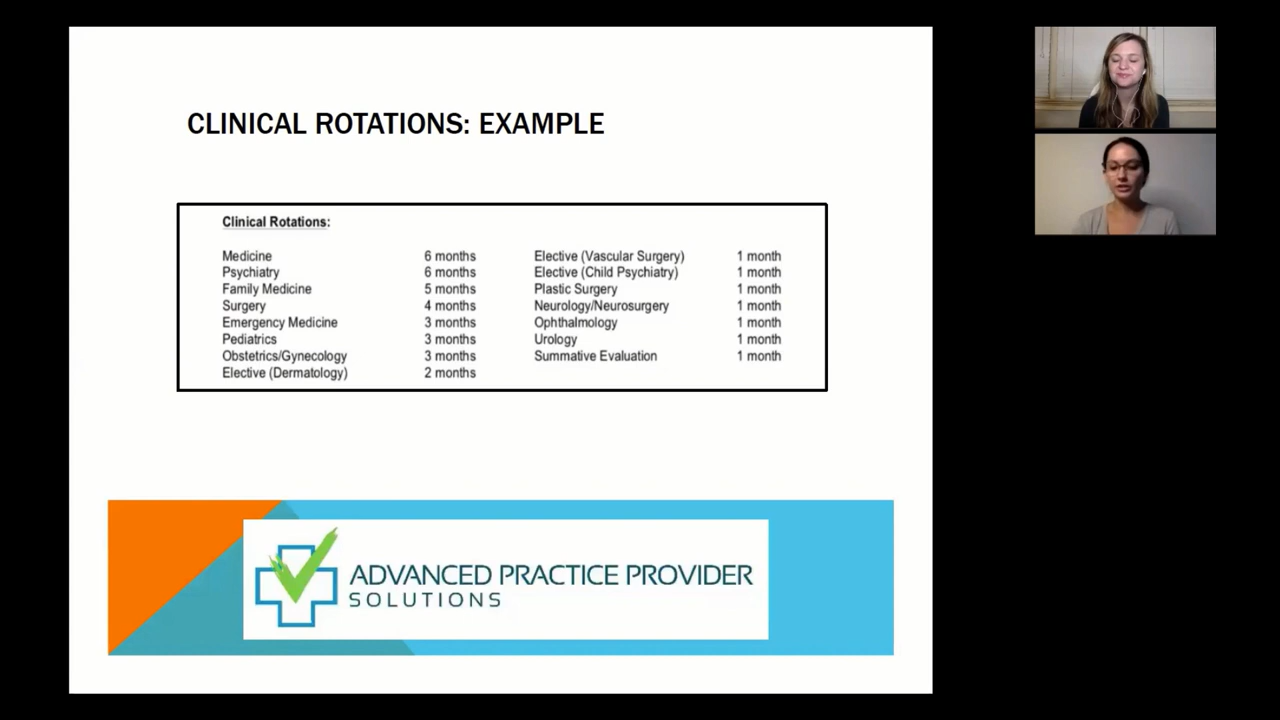 CLINICAL ROTATIONS: EXAMPLE
Clinical Rotations:
Medicine 6 months
Psychiatry 6 months
Family Medicine 5 months
Surgery 4 months
Emergency Medicine 3 months
Pediatrics 3 months
Obstetrics/Gynecology 3 months
Elective (Dermatology) 2 months
Elective (Vascular Surgery) 1 month
Elective (Child Psychiatry) 1 month
Plastic Surgery 1 month
Neurology/Neurosurgery 1 month
Ophthalmology 1 month
Urology 1 month
Summative Evaluation 1 month
ADVANCED PRACTICE PROVIDER
SOLUTIONS